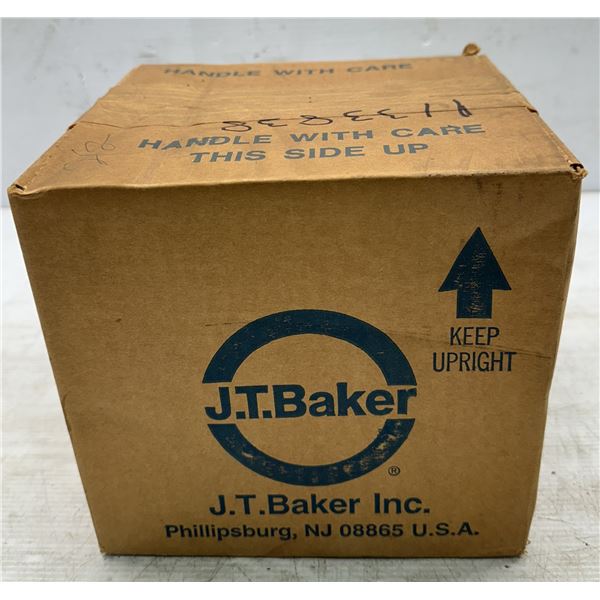 HANDLE WITH CARE
HANDLE WITH CARE
THIS SIDE UP
KEEP
UPRIGHT
J.T.Baker
®
J.T.Baker Inc.
Phillipsburg, NJ 08865 U.S.A.